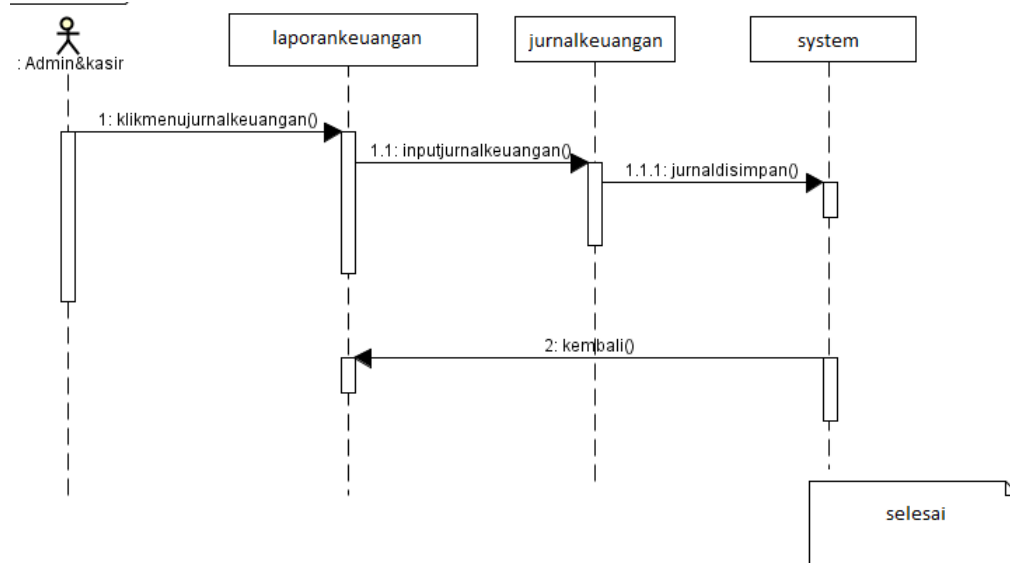 laporankeuangan
jurnalkeuangan
system
: Admin&kasir
1: klikmenujurnalkeuangan()
1.1: inputjurnalkeuangan()
1.1.1: jurnaldisimpan()
2: kembali()
selesai